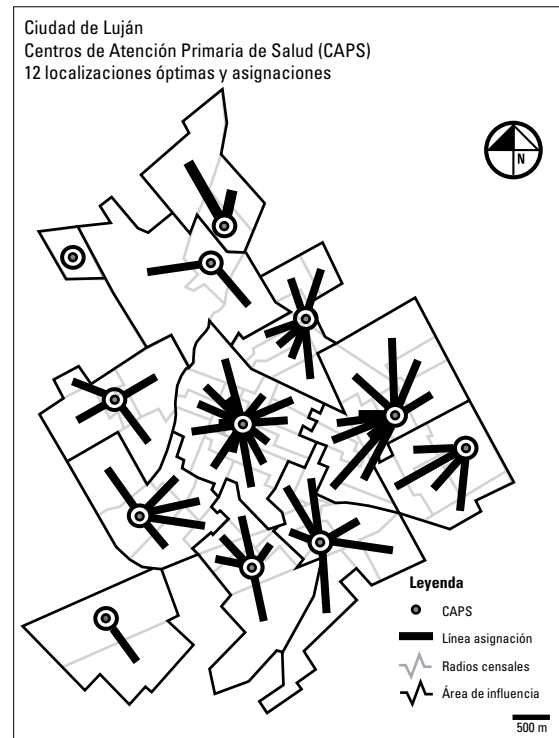 Ciudad de Luján
Centros de Atención Primaria de Salud (CAPS)
12 localizaciones óptimas y asignaciones
N
Leyenda
CAPS
Línea asignación
Radios censales
Área de influencia
500 m